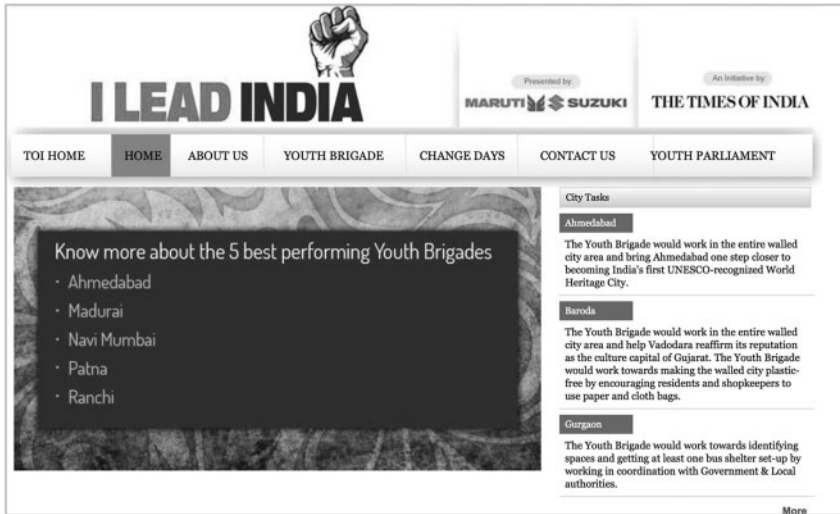 I LEAD INDIA
Presented by:
MARUTI SUZUKI
An Initiative by:
THE TIMES OF INDIA
TOI HOME HOME ABOUT US YOUTH BRIGADE CHANGE DAYS CONTACT US YOUTH PARLIAMENT
Know more about the 5 best performing Youth Brigades
· Ahmedabad
· Madurai
· Navi Mumbai
· Patna
· Ranchi
City Tasks
Ahmedabad
The Youth Brigade would work in the entire walled
city area and bring Ahmedabad one step closer to
becoming India's first UNESCO-recognized World
Heritage City.
Baroda
The Youth Brigade would work in the entire walled
city area and help Vadodara reaffirm its reputation
as the culture capital of Gujarat. The Youth Brigade
would work towards making the walled city plastic-
free by encouraging residents and shopkeepers to
use paper and cloth bags.
Gurgaon
The Youth Brigade would work towards identifying
spaces and getting at least one bus shelter set-up by
working in coordination with Government & Local
authorities.
More